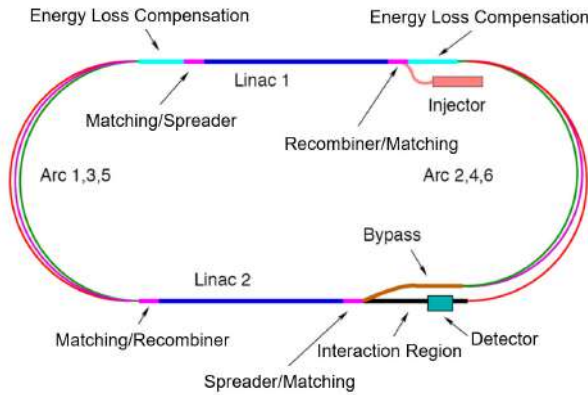 Energy Loss Compensation
Energy Loss Compensation
Linac 1
Injector
Matching/Spreader
Recombiner/Matching
Arc 1,3,5
Arc 2,4,6
Bypass
Linac 2
Matching/Recombiner
Interaction Region
Detector
Spreader/Matching